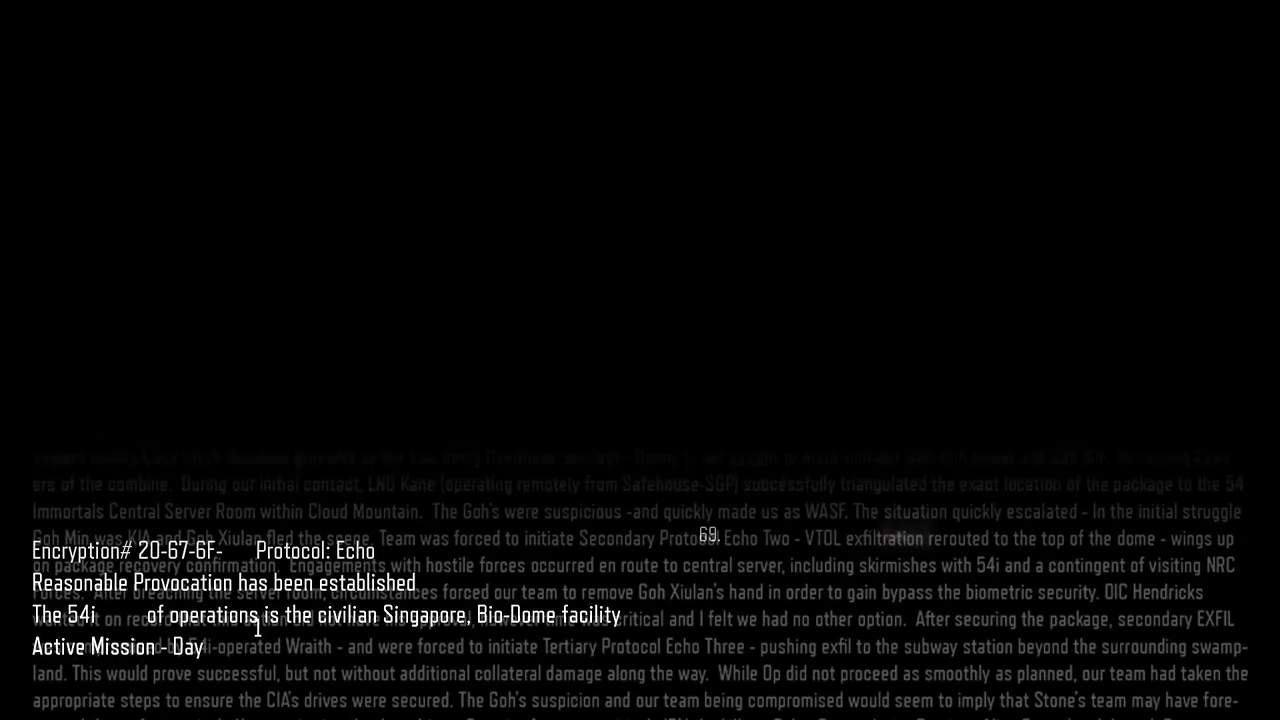 ers of the combine. During our initial contact, LND Kane (operating remotely from Safehouse-SGP) successfully triangulated the exact location of the package to the 54
Immortals Central Server Room within Cloud Mountain. The Goh's were suspicious -and quickly made us as WASF. The situation quickly escalated - In the initial struggle
69.
Goh Min was KIA and Goh Xiulan fled the scene. Team was forced to initiate Secondary Protocol Echo Two - VTOL exfiltration rerouted to the top of the dome - wings up
Encryption# 20-67-6F- Protocol: Echo
on package recovery confirmation. Engagements with hostile forces occurred en route to central server, including skirmishes with 54i and a contingent of visiting NRC
Reasonable Provocation has been established
Forces. After breaching the server room, circumstances forced our team to remove Goh Xiulan's hand in order to gain bypass the biometric security. OIC Hendricks
The 54i of operations is the civilian Singapore, Bio-Dome facility
1
on record that the critical and I felt we had no other option. After securing the package, secondary EXFIL
Active Mission - Day
54i-operated Wraith - and were forced to initiate Tertiary Protocol Echo Three - pushing exfil to the subway station beyond the surrounding swamp-
land. This would prove successful, but not without additional collateral damage along the way. While Op did not proceed as smoothly as planned, our team had taken the
appropriate steps to ensure the CIA's drives were secured. The Goh's suspicion and our team being compromised would seem to imply that Stone's team may have fore-